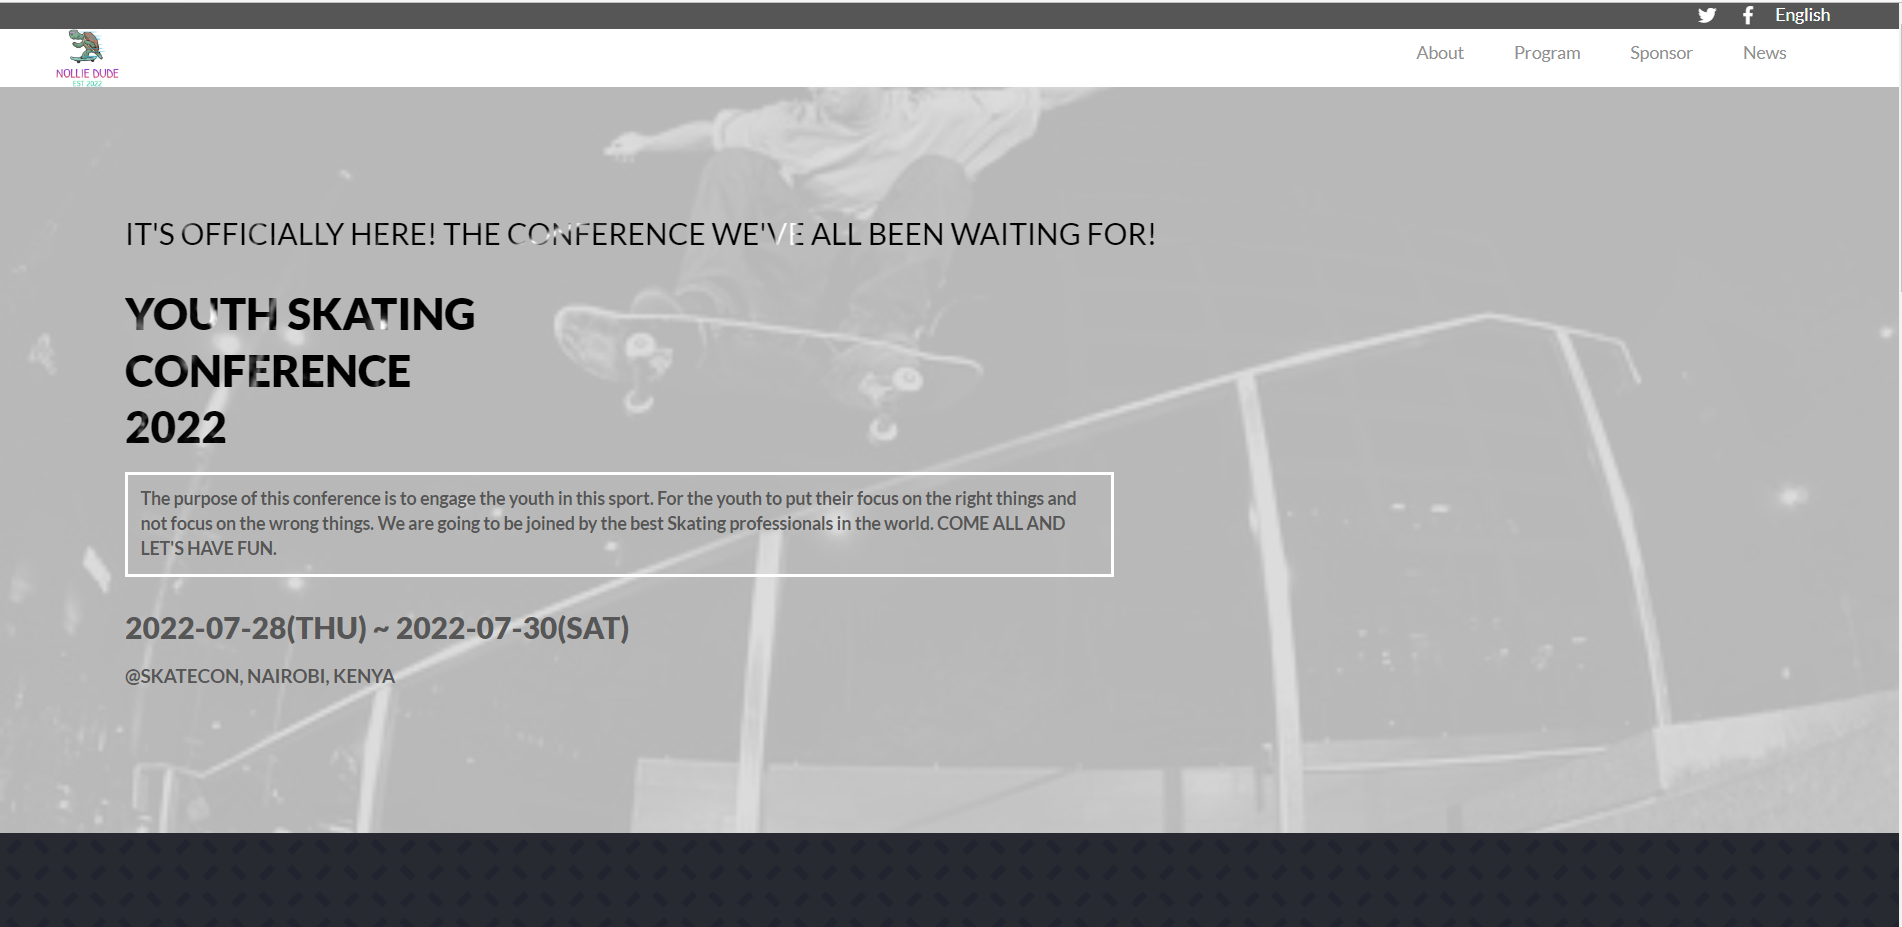 English
NOLLIE DUDE
EST 2022
About Program Sponsor News
IT'S OFFICIALLY HERE! THE CONFERENCE WE'VE ALL BEEN WAITING FOR!
YOUTH SKATING
CONFERENCE
2022
The purpose of this conference is to engage the youth in this sport. For the youth to put their focus on the right things and
not focus on the wrong things. We are going to be joined by the best Skating professionals in the world. COME ALL AND
LET'S HAVE FUN.
2022-07-28(THU) ~ 2022-07-30(SAT)
@SKATECON, NAIROBI, KENYA